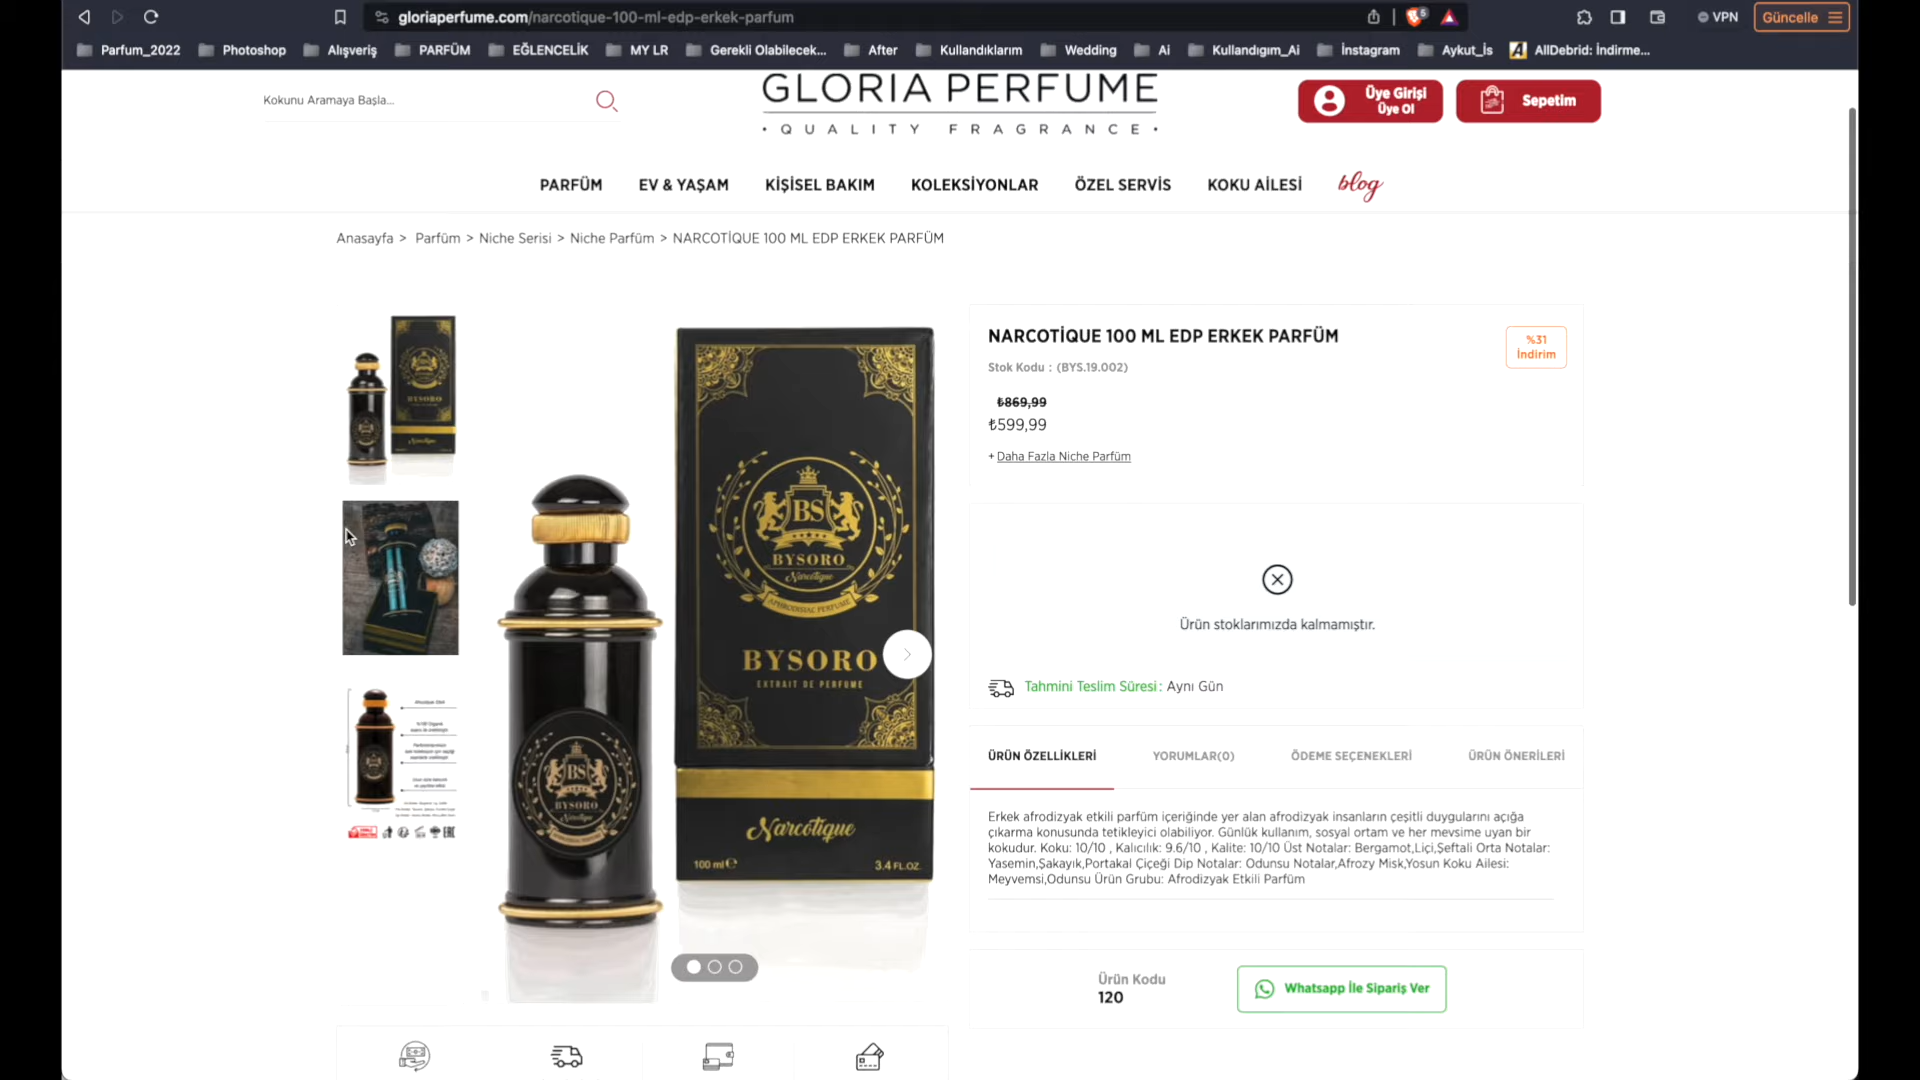 gloriaperfume.com/narcotique-100-ml-edp-erkek-parfum
VPN
Güncelle
Parfum_2022
Photoshop
Alışveriş
PARFÜM
EĞLENCELİK
MY LR
Gerekli Olabilecek...
After
Kullandıklarım
Wedding
Ai
Kullandıgım_Ai
İnstagram
Aykut_İs
AllDebrid: İndirme...
Kokunu Aramaya Başla...
GLORIA PERFUME
• QUALITY FRAGRANCE •
Üye Girişi
Üye Ol
Sepetim
PARFÜM
EV & YAŞAM
KİŞİSEL BAKIM
KOLEKSİYONLAR
ÖZEL SERVİS
KOKU AİLESİ
blog
Anasayfa > Parfüm > Niche Serisi > Niche Parfüm > NARCOTİQUE 100 ML EDP ERKEK PARFÜM
NARCOTİQUE 100 ML EDP ERKEK PARFÜM
%31
İndirim
Stok Kodu : (BYS.19.002)
₺869,99
₺599,99
+ Daha Fazla Niche Parfüm
BS
BYSORO
Narcotique
APHRODISIAC PERFUME
BYSORO
EXTRAIT DE PERFUME
Narcotique
100 ml ℮
3.4 FL.OZ.
BS
BYSORO
Narcotique
Ürün stoklarımızda kalmamıştır.
Tahmini Teslim Süresi : Aynı Gün
ÜRÜN ÖZELLİKLERİ
YORUMLAR(0)
ÖDEME SEÇENEKLERİ
ÜRÜN ÖNERİLERİ
Erkek afrodizyak etkili parfüm içeriğinde yer alan afrodizyak insanların çeşitli duygularını açığa
çıkarma konusunda tetikleyici olabiliyor. Günlük kullanım, sosyal ortam ve her mevsime uyan bir
kokudur. Koku: 10/10 , Kalıcılık: 9.6/10 , Kalite: 10/10 Üst Notalar: Bergamot,Liçi,Şeftali Orta Notalar:
Yasemin,Şakayık,Portakal Çiçeği Dip Notalar: Odunsu Notalar,Afrozy Misk,Yosun Koku Ailesi:
Meyvemsi,Odunsu Ürün Grubu: Afrodizyak Etkili Parfüm
Ürün Kodu
120
Whatsapp İle Sipariş Ver